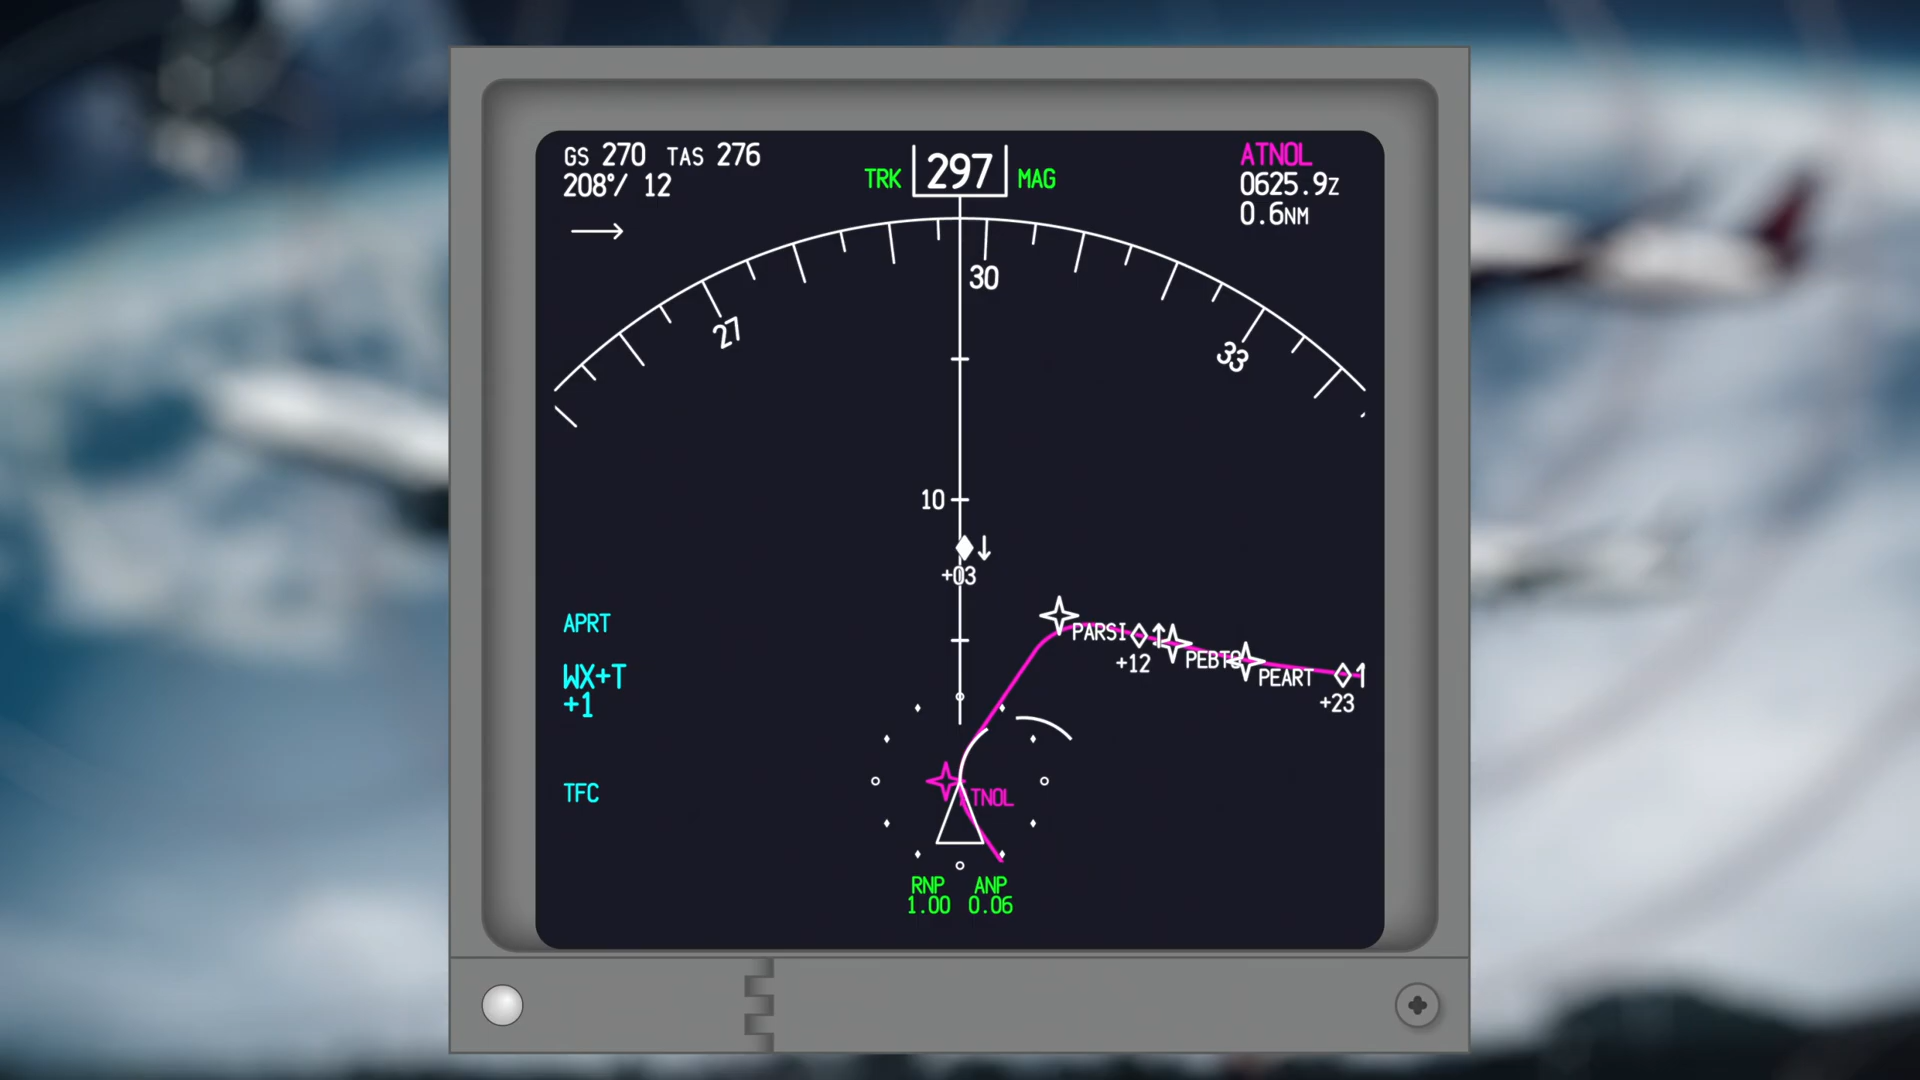 GS 270 TAS 276
208°/ 12
TRK 297 MAG
ATNOL
0625.9Z
0.6NM
27
30
33
10
+03
APRT
WX+T
+1
TFC
PARSI
+12
PEART
+23
TNOL
RNP ANP
1.00 0.06